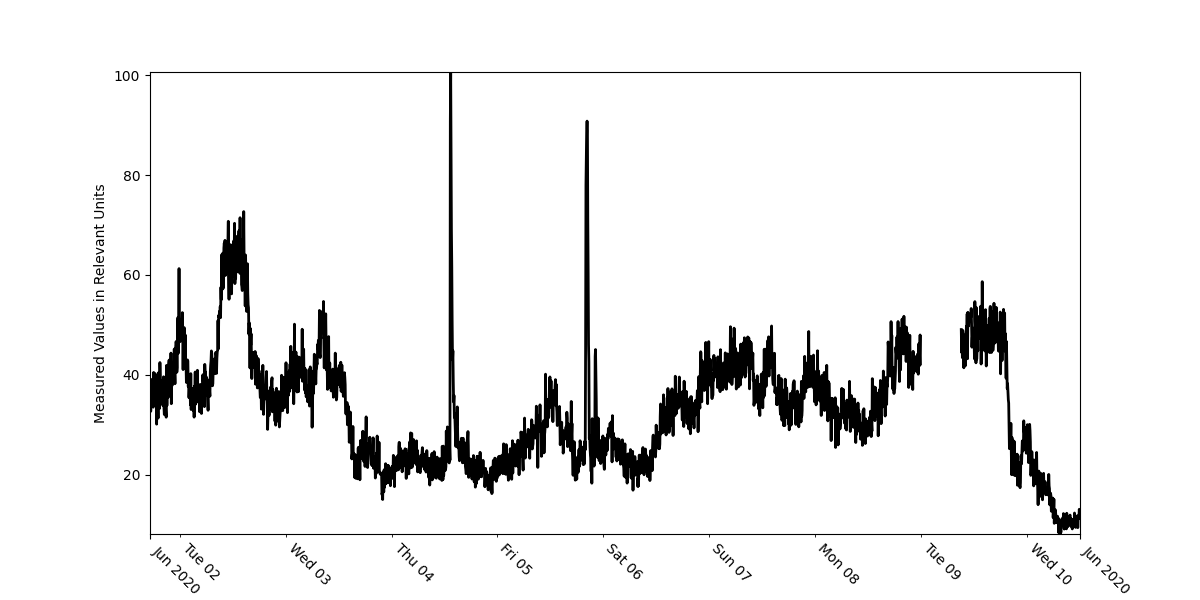 100
80
60
40
20
Measured Values in Relevant Units
Jun 2020
Tue 02
Wed 03
Thu 04
Fri 05
Sat 06
Sun 07
Mon 08
Tue 09
Wed 10
Jun 2020